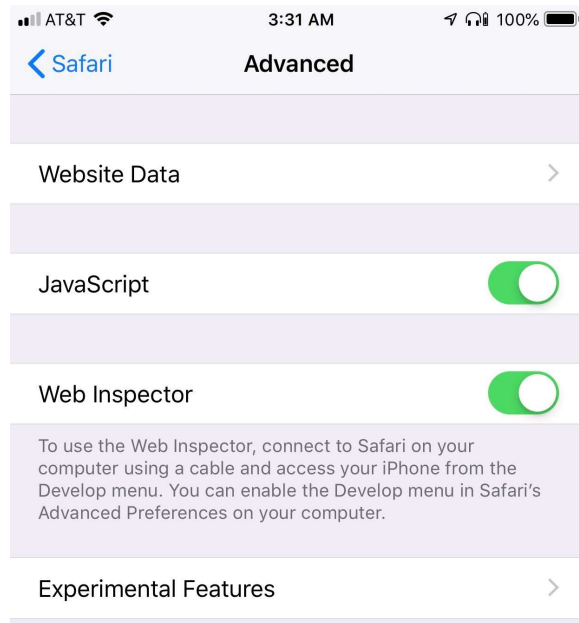 AT&T 3:31 AM 100%
Safari Advanced
Website Data
JavaScript
Web Inspector
To use the Web Inspector, connect to Safari on your
computer using a cable and access your iPhone from the
Develop menu. You can enable the Develop menu in Safari’s
Advanced Preferences on your computer.
Experimental Features